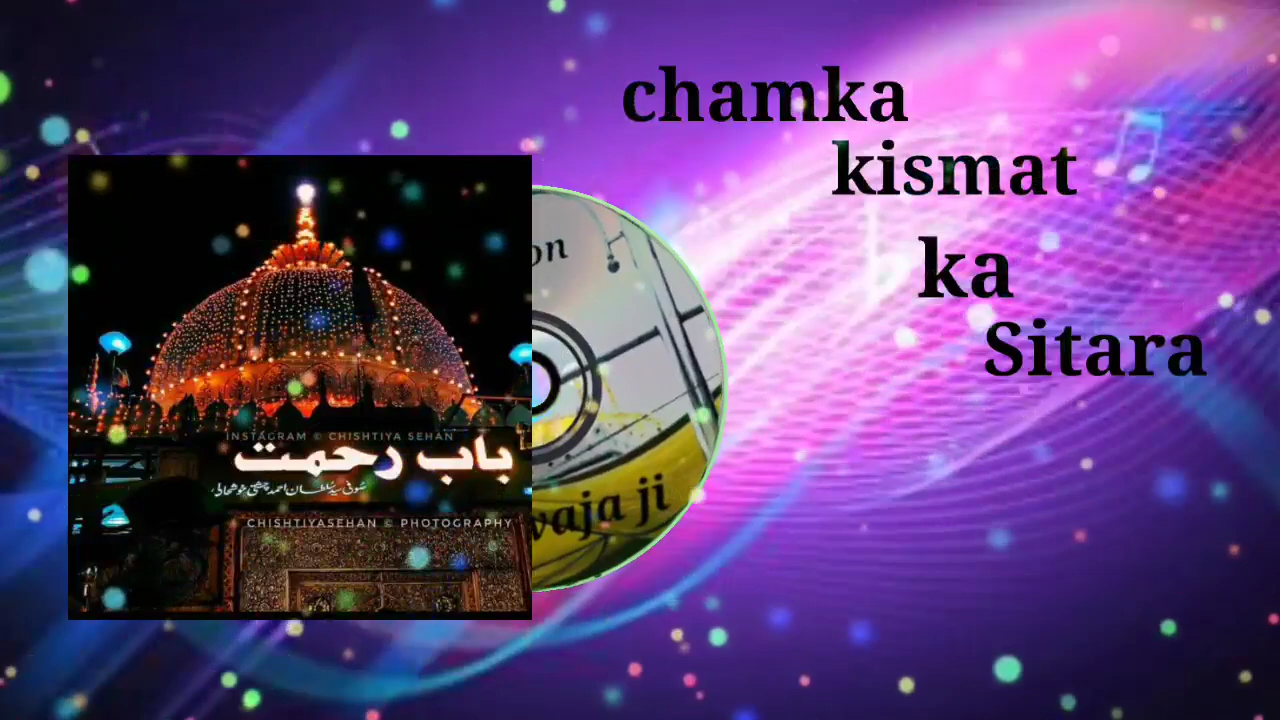 chamka
kismat
ka
Sitara
on
waja ji
INSTAGRAM © CHISHTIYA SEHAN
باب رحمت
CHISHTIYASEHAN © PHOTOGRAPHY